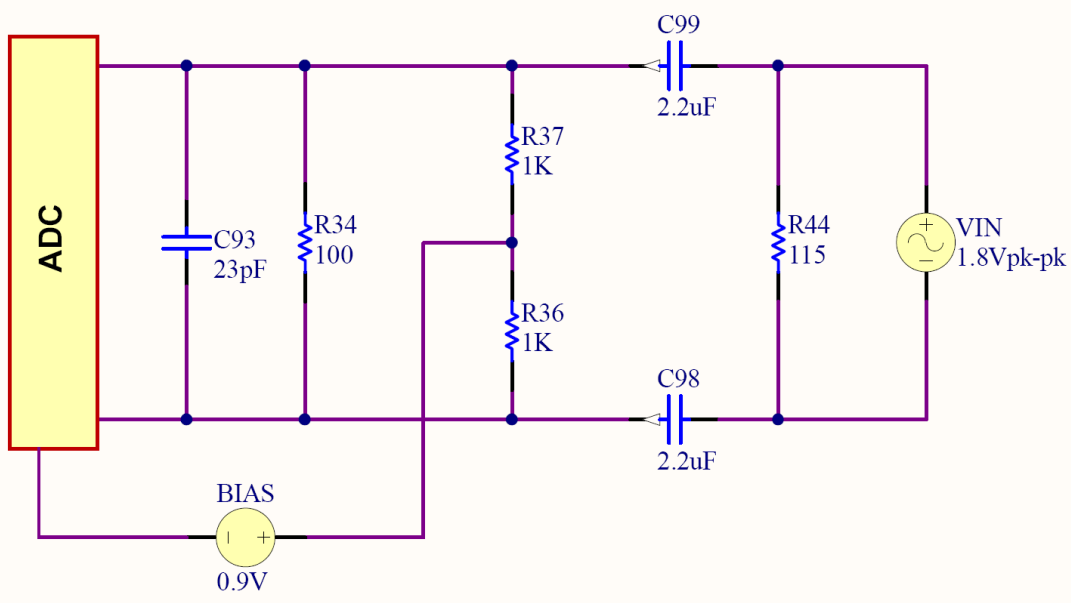 C99
2.2uF
R37
1K
ADC
C93
23pF
R34
100
R44
115
VIN
1.8Vpk-pk
R36
1K
C98
2.2uF
BIAS
0.9V